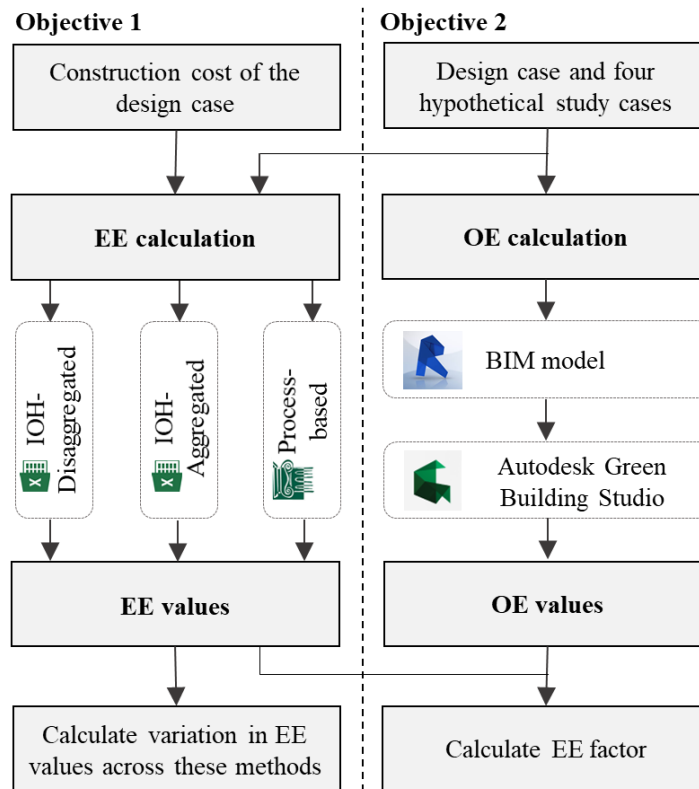 Objective 1
Construction cost of the
design case
EE calculation
IOH-
Disaggregated
IOH-
Aggregated
Process-
based
EE values
Calculate variation in EE
values across these methods
Objective 2
Design case and four
hypothetical study cases
OE calculation
BIM model
Autodesk Green
Building Studio
OE values
Calculate EE factor